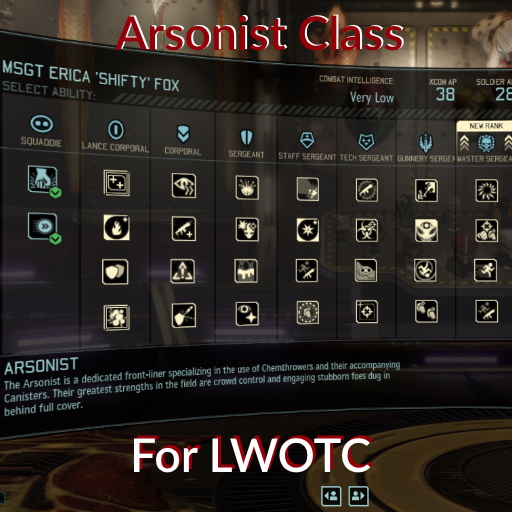 Arsonist Class
MSGT ERICA 'SHIFTY' FOX
SELECT ABILITY:
COMBAT INTELLIGENCE:
Very Low
XCOM AP
38
SOLDIER A
28
NEW RANK
SQUADDIE
LANCE CORPORAL
CORPORAL
SERGEANT
STAFF SERGEANT
TECH SERGEANT
GUNNERY SERGEA
MASTER SERGEA
ARSONIST
The Arsonist is a dedicated front-liner specializing in the use of Chemthrowers and their accompanying
Canisters. Their greatest strengths in the field are crowd control and engaging stubborn foes dug in
behind full cover.
For LWOTC